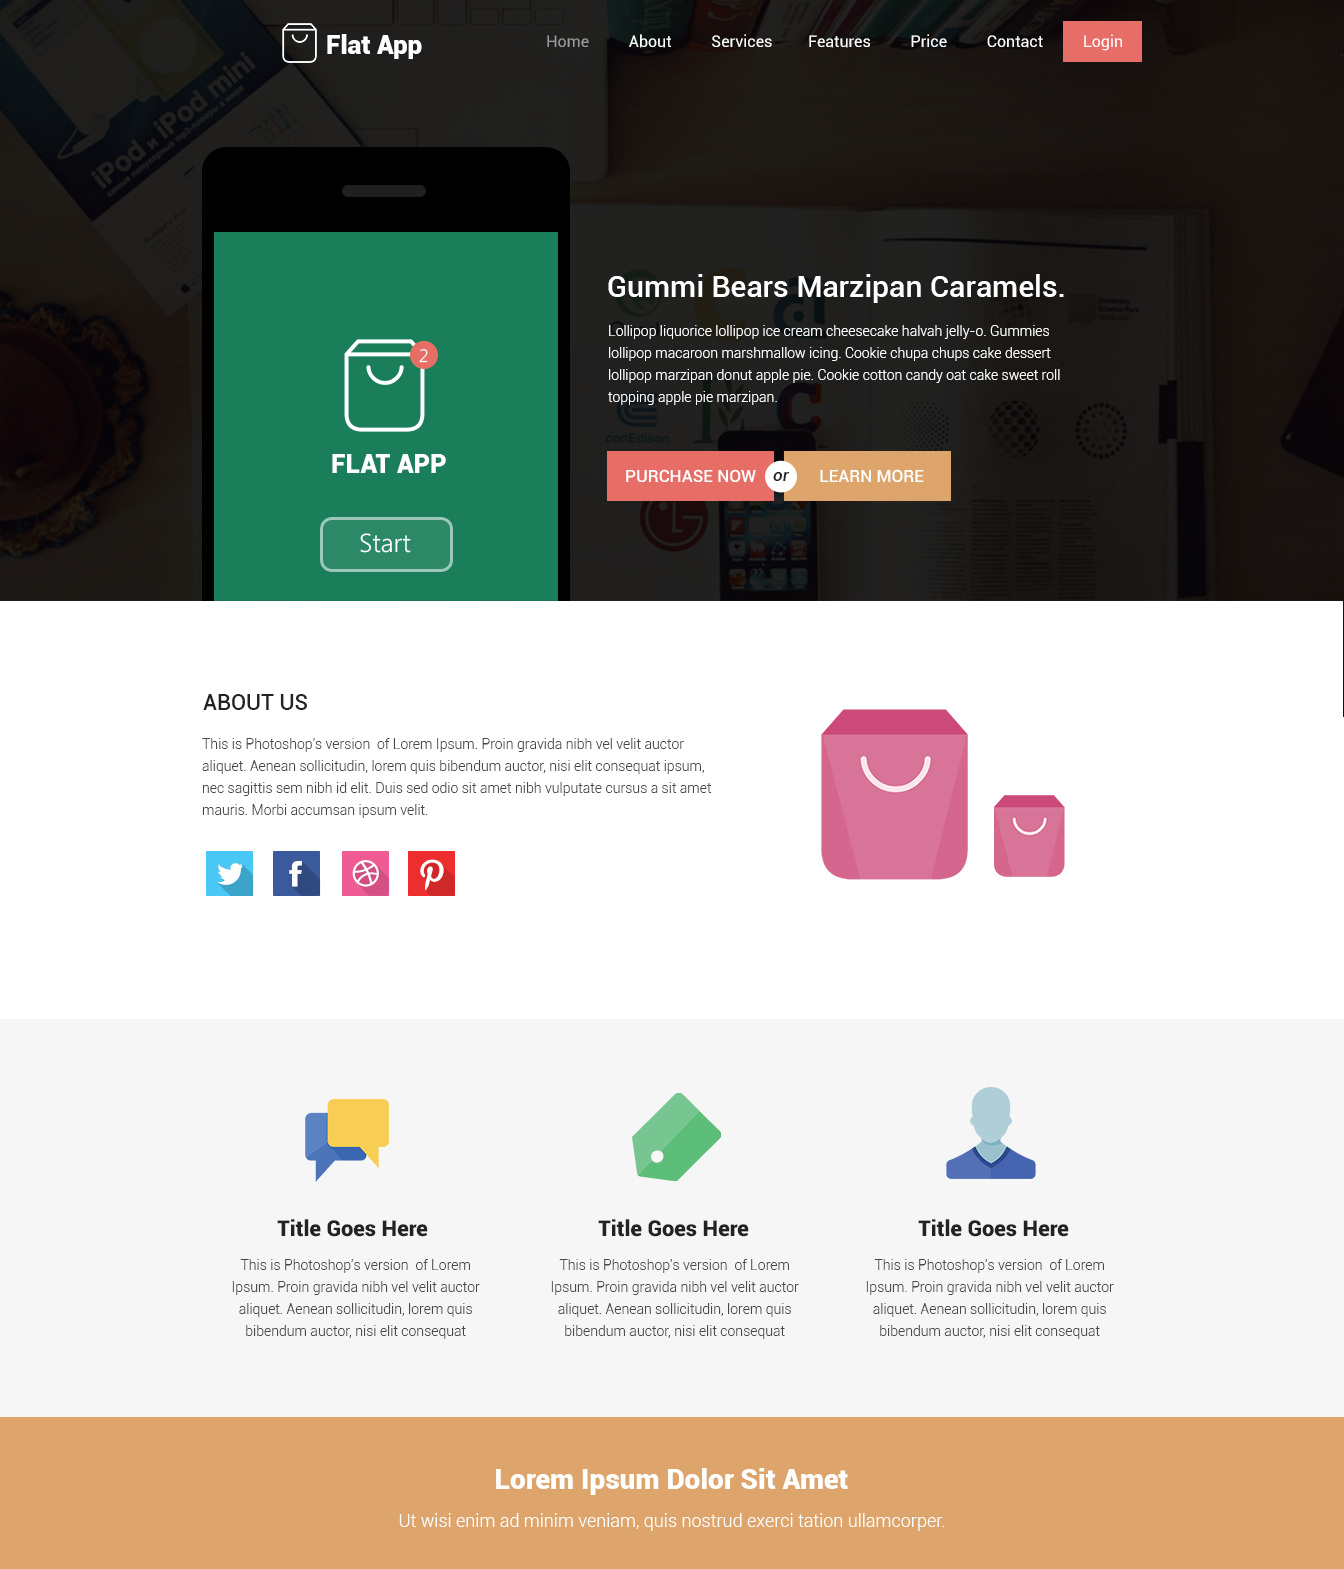 Flat App
Home About Services Features Price Contact Login
iPod и iPod mini
Gummi Bears Marzipan Caramels.
Lollipop liquorice lollipop ice cream cheesecake halvah jelly-o. Gummies
lollipop macaroon marshmallow icing. Cookie chupa chups cake dessert
lollipop marzipan donut apple pie. Cookie cotton candy oat cake sweet roll
topping apple pie marzipan.
conEdison
PURCHASE NOW or LEARN MORE
2
FLAT APP
Start
ABOUT US
This is Photoshop's version  of Lorem Ipsum. Proin gravida nibh vel velit auctor
aliquet. Aenean sollicitudin, lorem quis bibendum auctor, nisi elit consequat ipsum,
nec sagittis sem nibh id elit. Duis sed odio sit amet nibh vulputate cursus a sit amet
mauris. Morbi accumsan ipsum velit.
Title Goes Here
This is Photoshop's version  of Lorem
Ipsum. Proin gravida nibh vel velit auctor
aliquet. Aenean sollicitudin, lorem quis
bibendum auctor, nisi elit consequat
Title Goes Here
This is Photoshop's version  of Lorem
Ipsum. Proin gravida nibh vel velit auctor
aliquet. Aenean sollicitudin, lorem quis
bibendum auctor, nisi elit consequat
Title Goes Here
This is Photoshop's version  of Lorem
Ipsum. Proin gravida nibh vel velit auctor
aliquet. Aenean sollicitudin, lorem quis
bibendum auctor, nisi elit consequat
Lorem Ipsum Dolor Sit Amet
Ut wisi enim ad minim veniam, quis nostrud exerci tation ullamcorper.